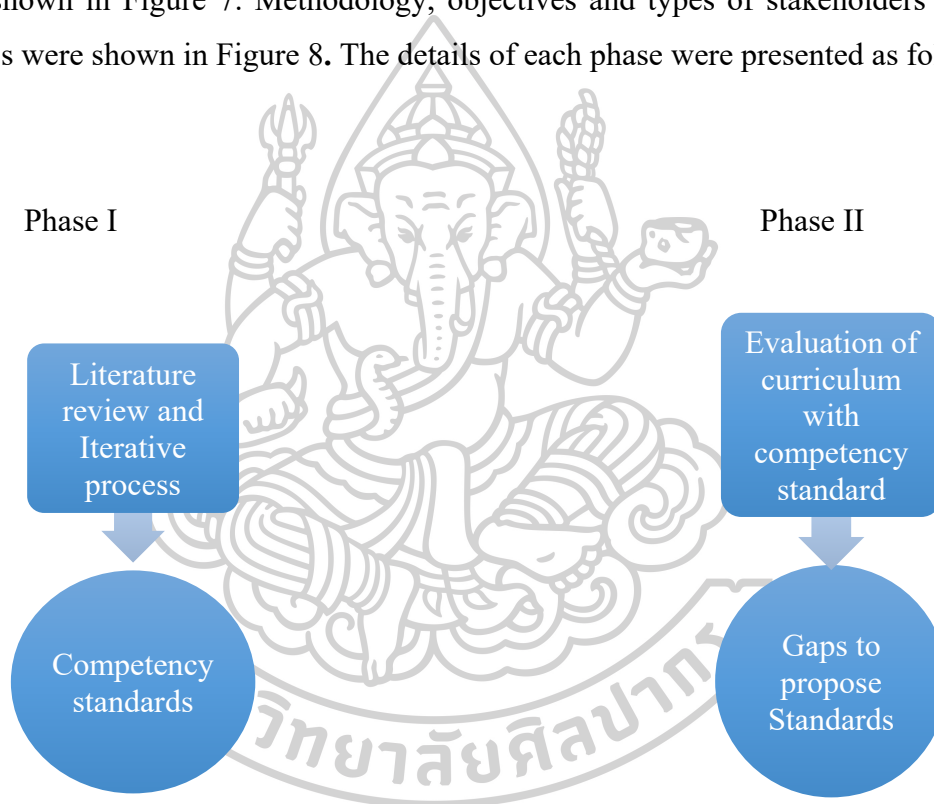 shown in Figure 7. Methodology, objectives and types of stakeholders
s were shown in Figure 8. The details of each phase were presented as fo
Phase I
Phase II
Literature
review and
Iterative
process
Evaluation of
curriculum
with
competency
standard
Competency
standards
Gaps to
propose
Standards
วิทยาลัยศิลปากร